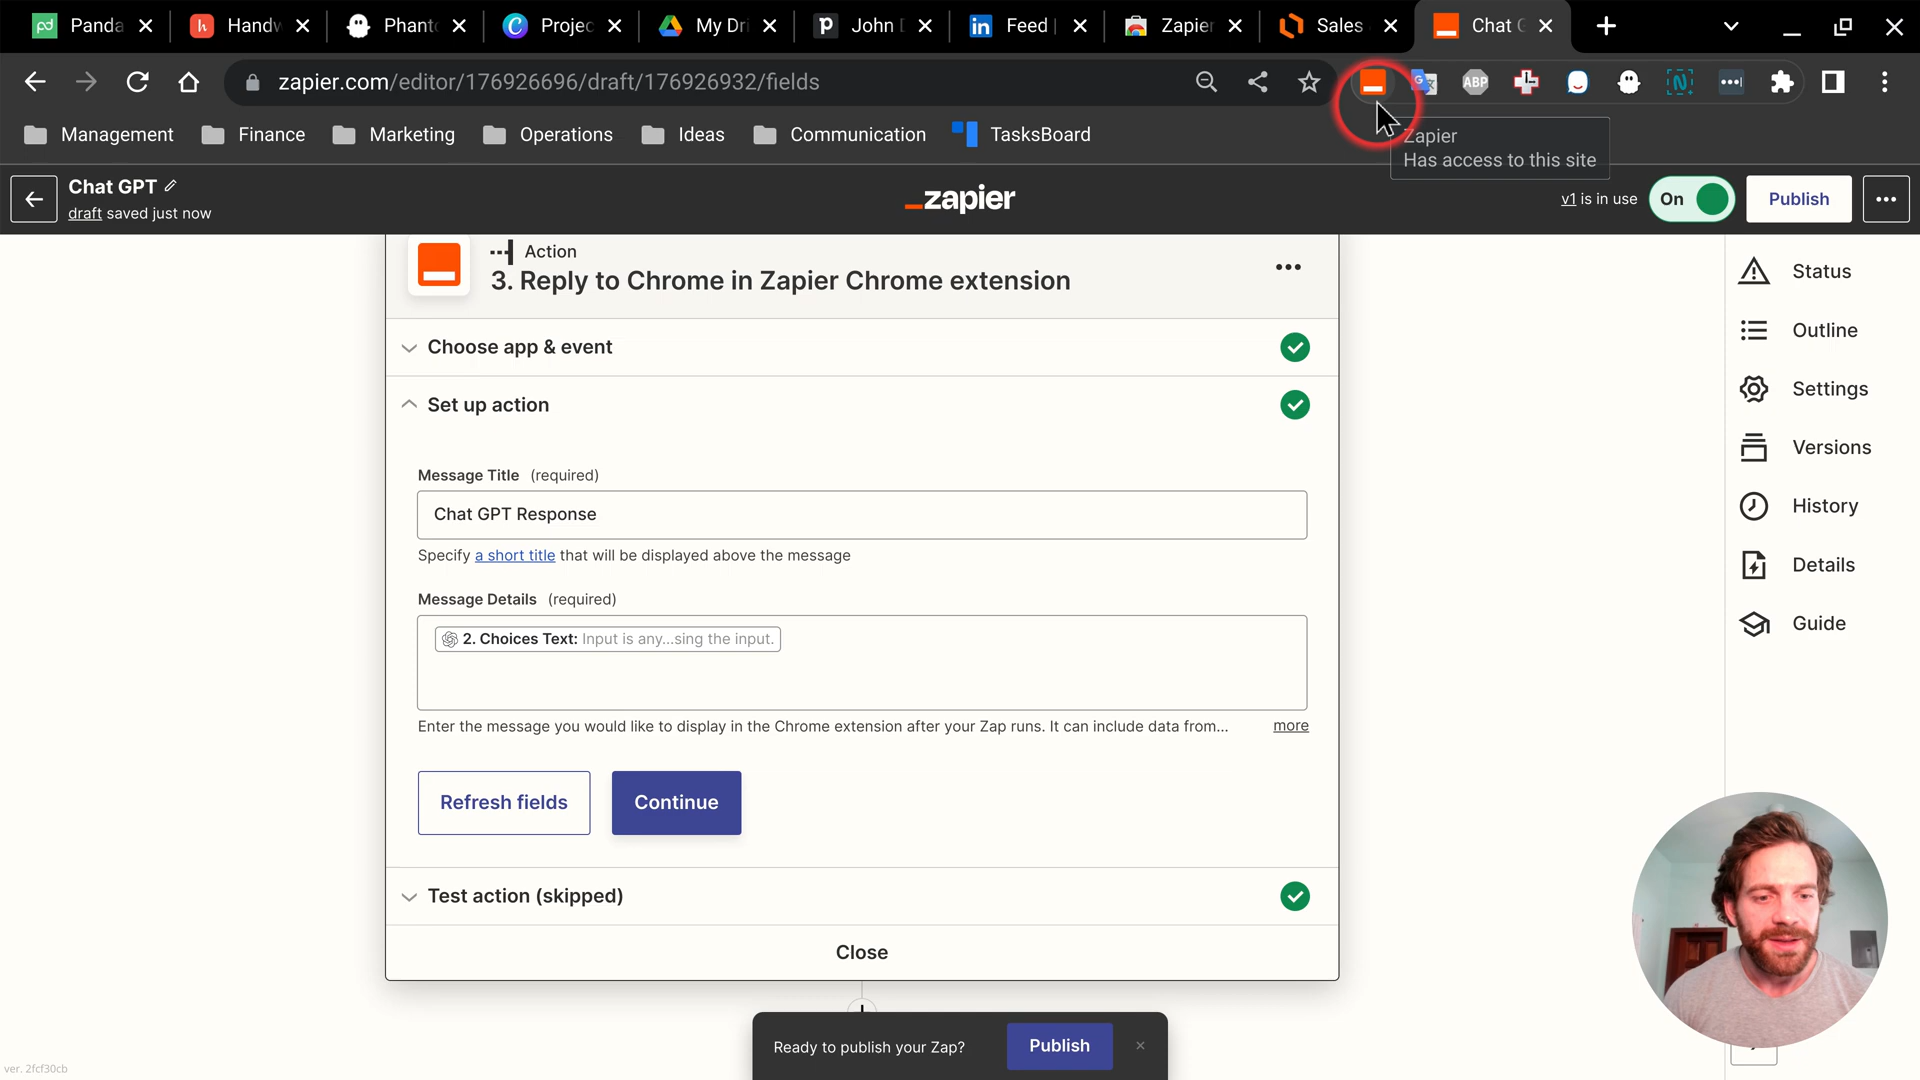 Panda
Handw
Phanto
Projec
My Dri
John D
Feed |
Zapier
Sales
Chat G
zapier.com/editor/176926696/draft/176926932/fields
ABP
Management
Finance
Marketing
Operations
Ideas
Communication
TasksBoard
Zapier
Has access to this site
Chat GPT
draft saved just now
_zapier
v1 is in use
On
Publish
Action
3. Reply to Chrome in Zapier Chrome extension
Choose app & event
Set up action
Message Title (required)
Chat GPT Response
Specify a short title that will be displayed above the message
Message Details (required)
2. Choices Text: Input is any...sing the input.
Enter the message you would like to display in the Chrome extension after your Zap runs. It can include data from... more
Refresh fields
Continue
Test action (skipped)
Close
Ready to publish your Zap?
Publish
Status
Outline
Settings
Versions
History
Details
Guide
ver. 2fcf30cb